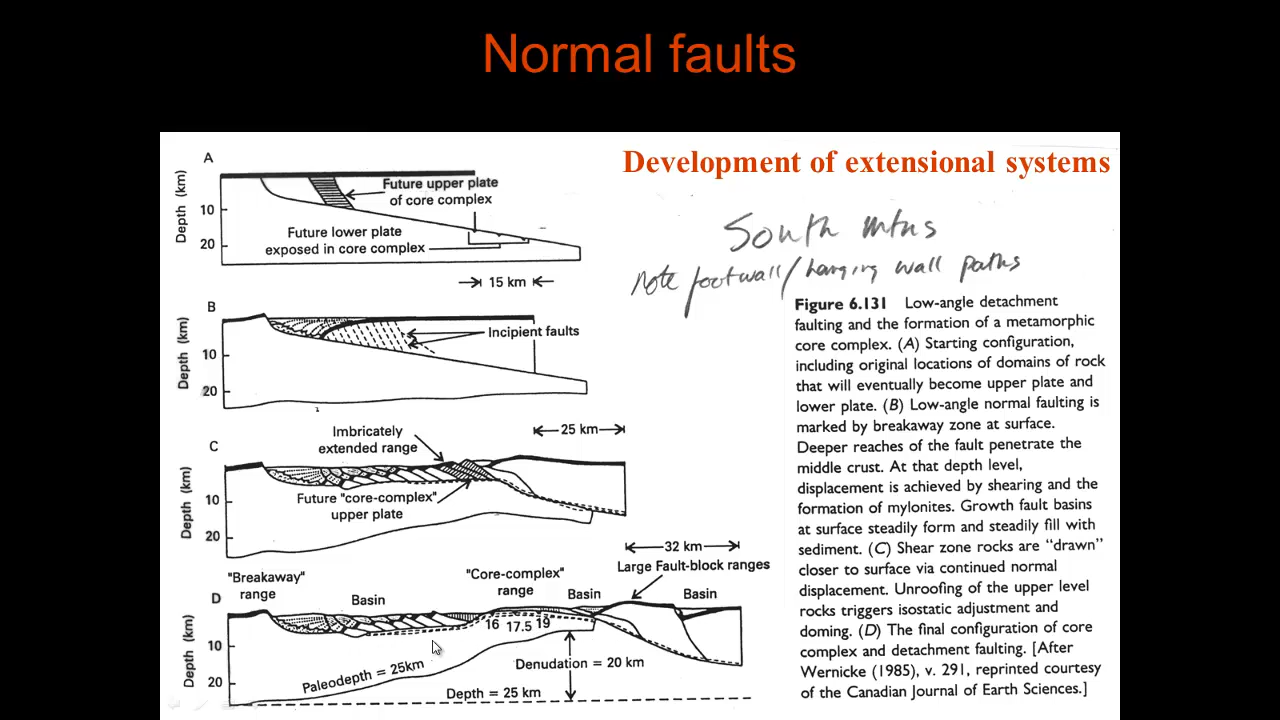 Normal faults
Development of extensional systems
South mtns
Note footwall/hanging wall paths
A
Depth (km)
10
20
Future upper plate
of core complex
Future lower plate
exposed in core complex
15 km
B
Depth (km)
10
20
Incipient faults
25 km
C
Depth (km)
10
20
Imbricately
extended range
Future "core-complex"
upper plate
32 km
Large Fault-block ranges
D
Depth (km)
10
20
"Breakaway"
range
Basin
"Core-complex"
range
Basin
Basin
16 17.5 19
Paleodepth = 25km
Denudation = 20 km
Depth = 25 km
Figure 6.131 Low-angle detachment
faulting and the formation of a metamorphic
core complex. (A) Starting configuration,
including original locations of domains of rock
that will eventually become upper plate and
lower plate. (B) Low-angle normal faulting is
marked by breakaway zone at surface.
Deeper reaches of the fault penetrate the
middle crust. At that depth level,
displacement is achieved by shearing and the
formation of mylonites. Growth fault basins
at surface steadily form and steadily fill with
sediment. (C) Shear zone rocks are “drawn”
closer to surface via continued normal
displacement. Unroofing of the upper level
rocks triggers isostatic adjustment and
doming. (D) The final configuration of core
complex and detachment faulting. [After
Wernicke (1985), v. 291, reprinted courtesy
of the Canadian Journal of Earth Sciences.]